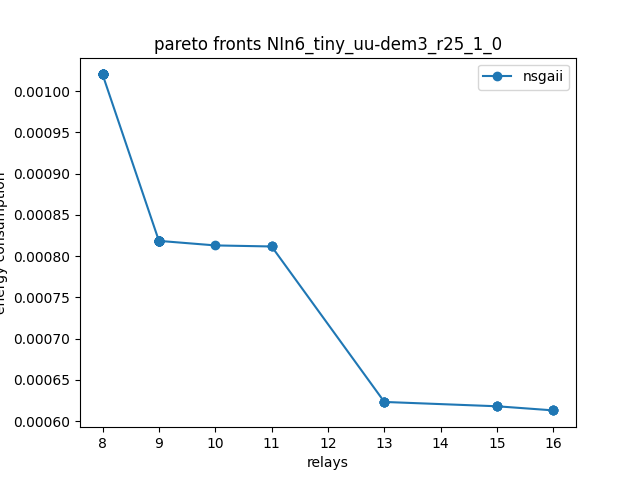 pareto fronts NIn6_tiny_uu-dem3_r25_1_0
nsgaii
0.00100
0.00095
0.00090
0.00085
0.00080
0.00075
0.00070
0.00065
0.00060
energy consumption
8 9 10 11 12 13 14 15 16
relays